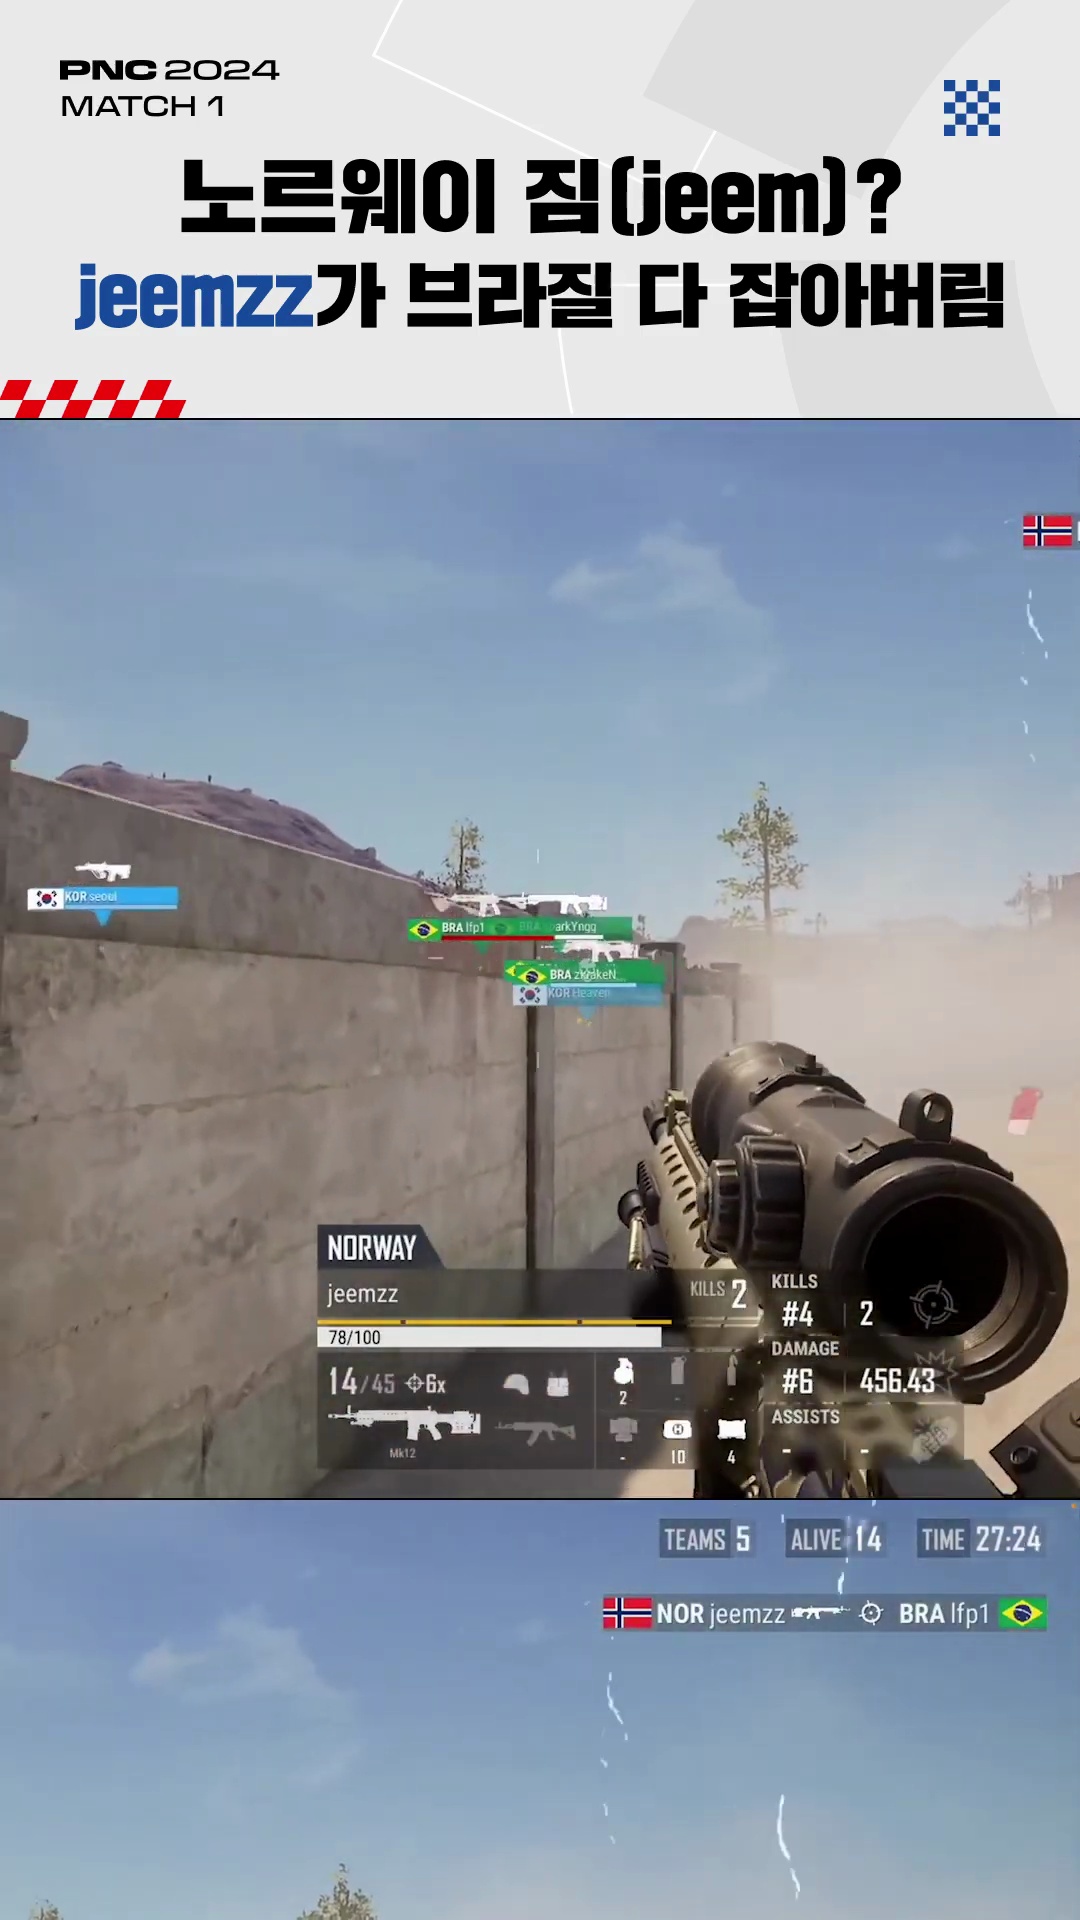 PNC 2024
MATCH 1
노르웨이 짐(jeem)?
jeemzz가 브라질 다 잡아버림
KOR seoul
BRA lfp1
KOR Heaven
NORWAY
jeemzz
KILLS 2
78/100
14/45 6x
Mk12
2 - -
- 10 4
KILLS
#4 2
DAMAGE
#6 456.43
ASSISTS
- -
TEAMS 5 ALIVE 14 TIME 27:24
NOR jeemzz BRA lfp1